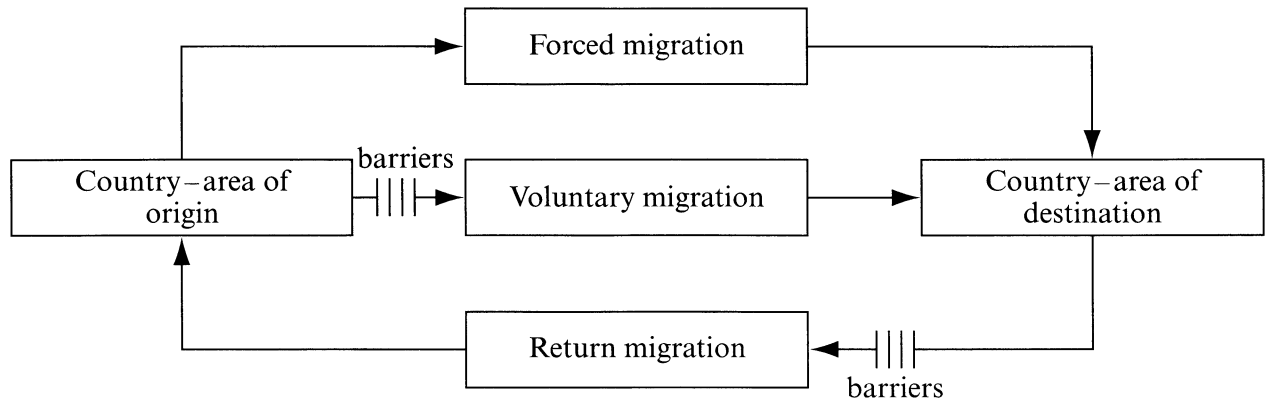 Forced migration
barriers
Country–area of
origin
Voluntary migration
Country–area of
destination
Return migration
barriers